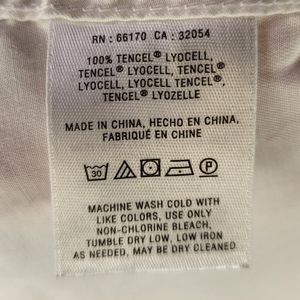 RN : 66170 CA : 32054
100% TENCEL® LYOCELL,
TENCEL® LYOCELL, TENCEL®
LYOCELL, LYOCELL TENCEL®,
TENCEL® LYOZELLE
MADE IN CHINA, HECHO EN CHINA,
FABRIQUÉ EN CHINE
30 P
MACHINE WASH COLD WITH
LIKE COLORS, USE ONLY
NON-CHLORINE BLEACH,
TUMBLE DRY LOW, LOW IRON
AS NEEDED, MAY BE DRY CLEANED